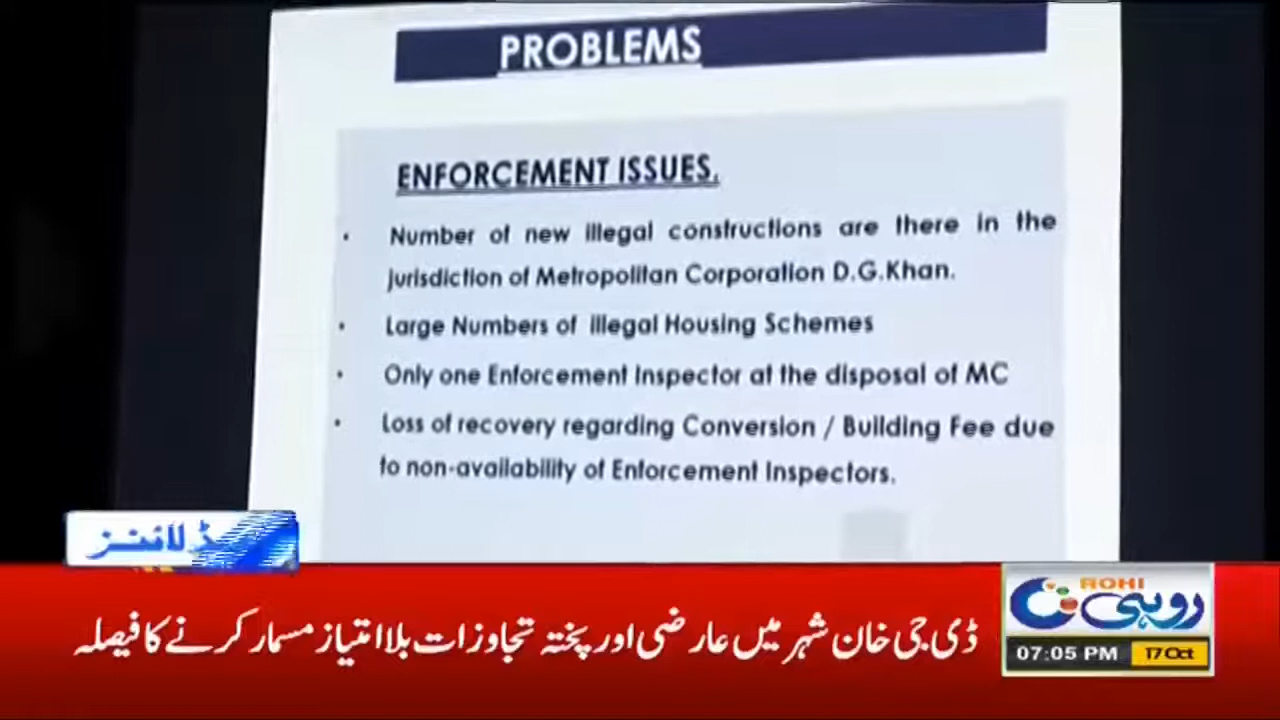 PROBLEMS
ENFORCEMENT ISSUES.
• Number of new illegal constructions are there in the
jurisdiction of Metropolitan Corporation D.G.Khan.
• Large Numbers of illegal Housing Schemes
• Only one Enforcement Inspector at the disposal of MC
• Loss of recovery regarding Conversion / Building Fee due
to non-availability of Enforcement Inspectors.
ڈلائنز
ڈی جی خان شہر میں عارضی اور پختہ تجاوزات بلاامتیاز مسمار کرنے کا فیصلہ
ROHI
روہی
07:05 PM 17 Oct